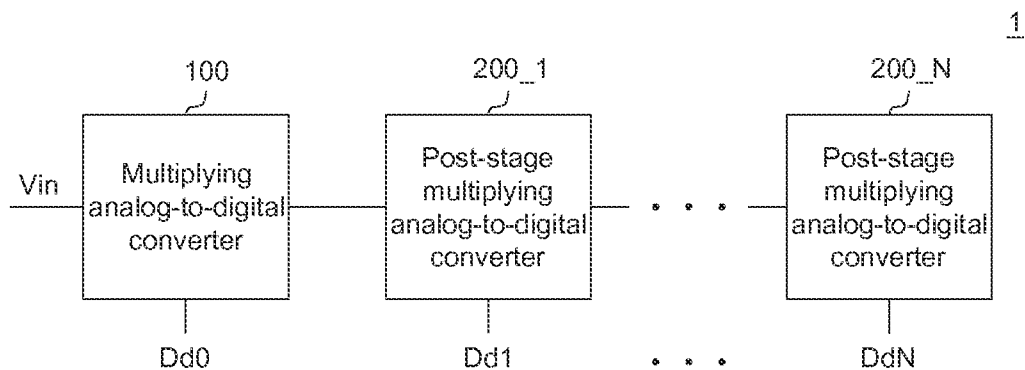 1
100
200_1
200_N
Vin
Multiplying
analog-to-digital
converter
Post-stage
multiplying
analog-to-digital
converter
. . .
Post-stage
multiplying
analog-to-digital
converter
Dd0
Dd1
. . .
DdN